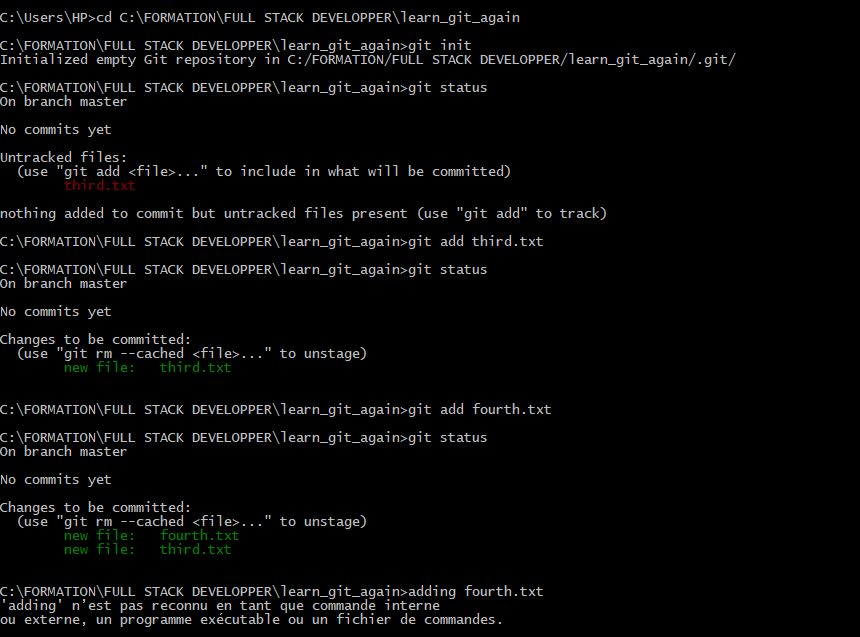 C:\Users\HP>cd C:\FORMATION\FULL STACK DEVELOPPER\learn_git_again
C:\FORMATION\FULL STACK DEVELOPPER\learn_git_again>git init
Initialized empty Git repository in C:/FORMATION/FULL STACK DEVELOPPER/learn_git_again/.git/
C:\FORMATION\FULL STACK DEVELOPPER\learn_git_again>git status
On branch master
No commits yet
Untracked files:
  (use "git add <file>..." to include in what will be committed)
        third.txt
nothing added to commit but untracked files present (use "git add" to track)
C:\FORMATION\FULL STACK DEVELOPPER\learn_git_again>git add third.txt
C:\FORMATION\FULL STACK DEVELOPPER\learn_git_again>git status
On branch master
No commits yet
Changes to be committed:
  (use "git rm --cached <file>..." to unstage)
        new file:   third.txt
C:\FORMATION\FULL STACK DEVELOPPER\learn_git_again>git add fourth.txt
C:\FORMATION\FULL STACK DEVELOPPER\learn_git_again>git status
On branch master
No commits yet
Changes to be committed:
  (use "git rm --cached <file>..." to unstage)
        new file:   fourth.txt
        new file:   third.txt
C:\FORMATION\FULL STACK DEVELOPPER\learn_git_again>adding fourth.txt
'adding' n'est pas reconnu en tant que commande interne
ou externe, un programme exécutable ou un fichier de commandes.